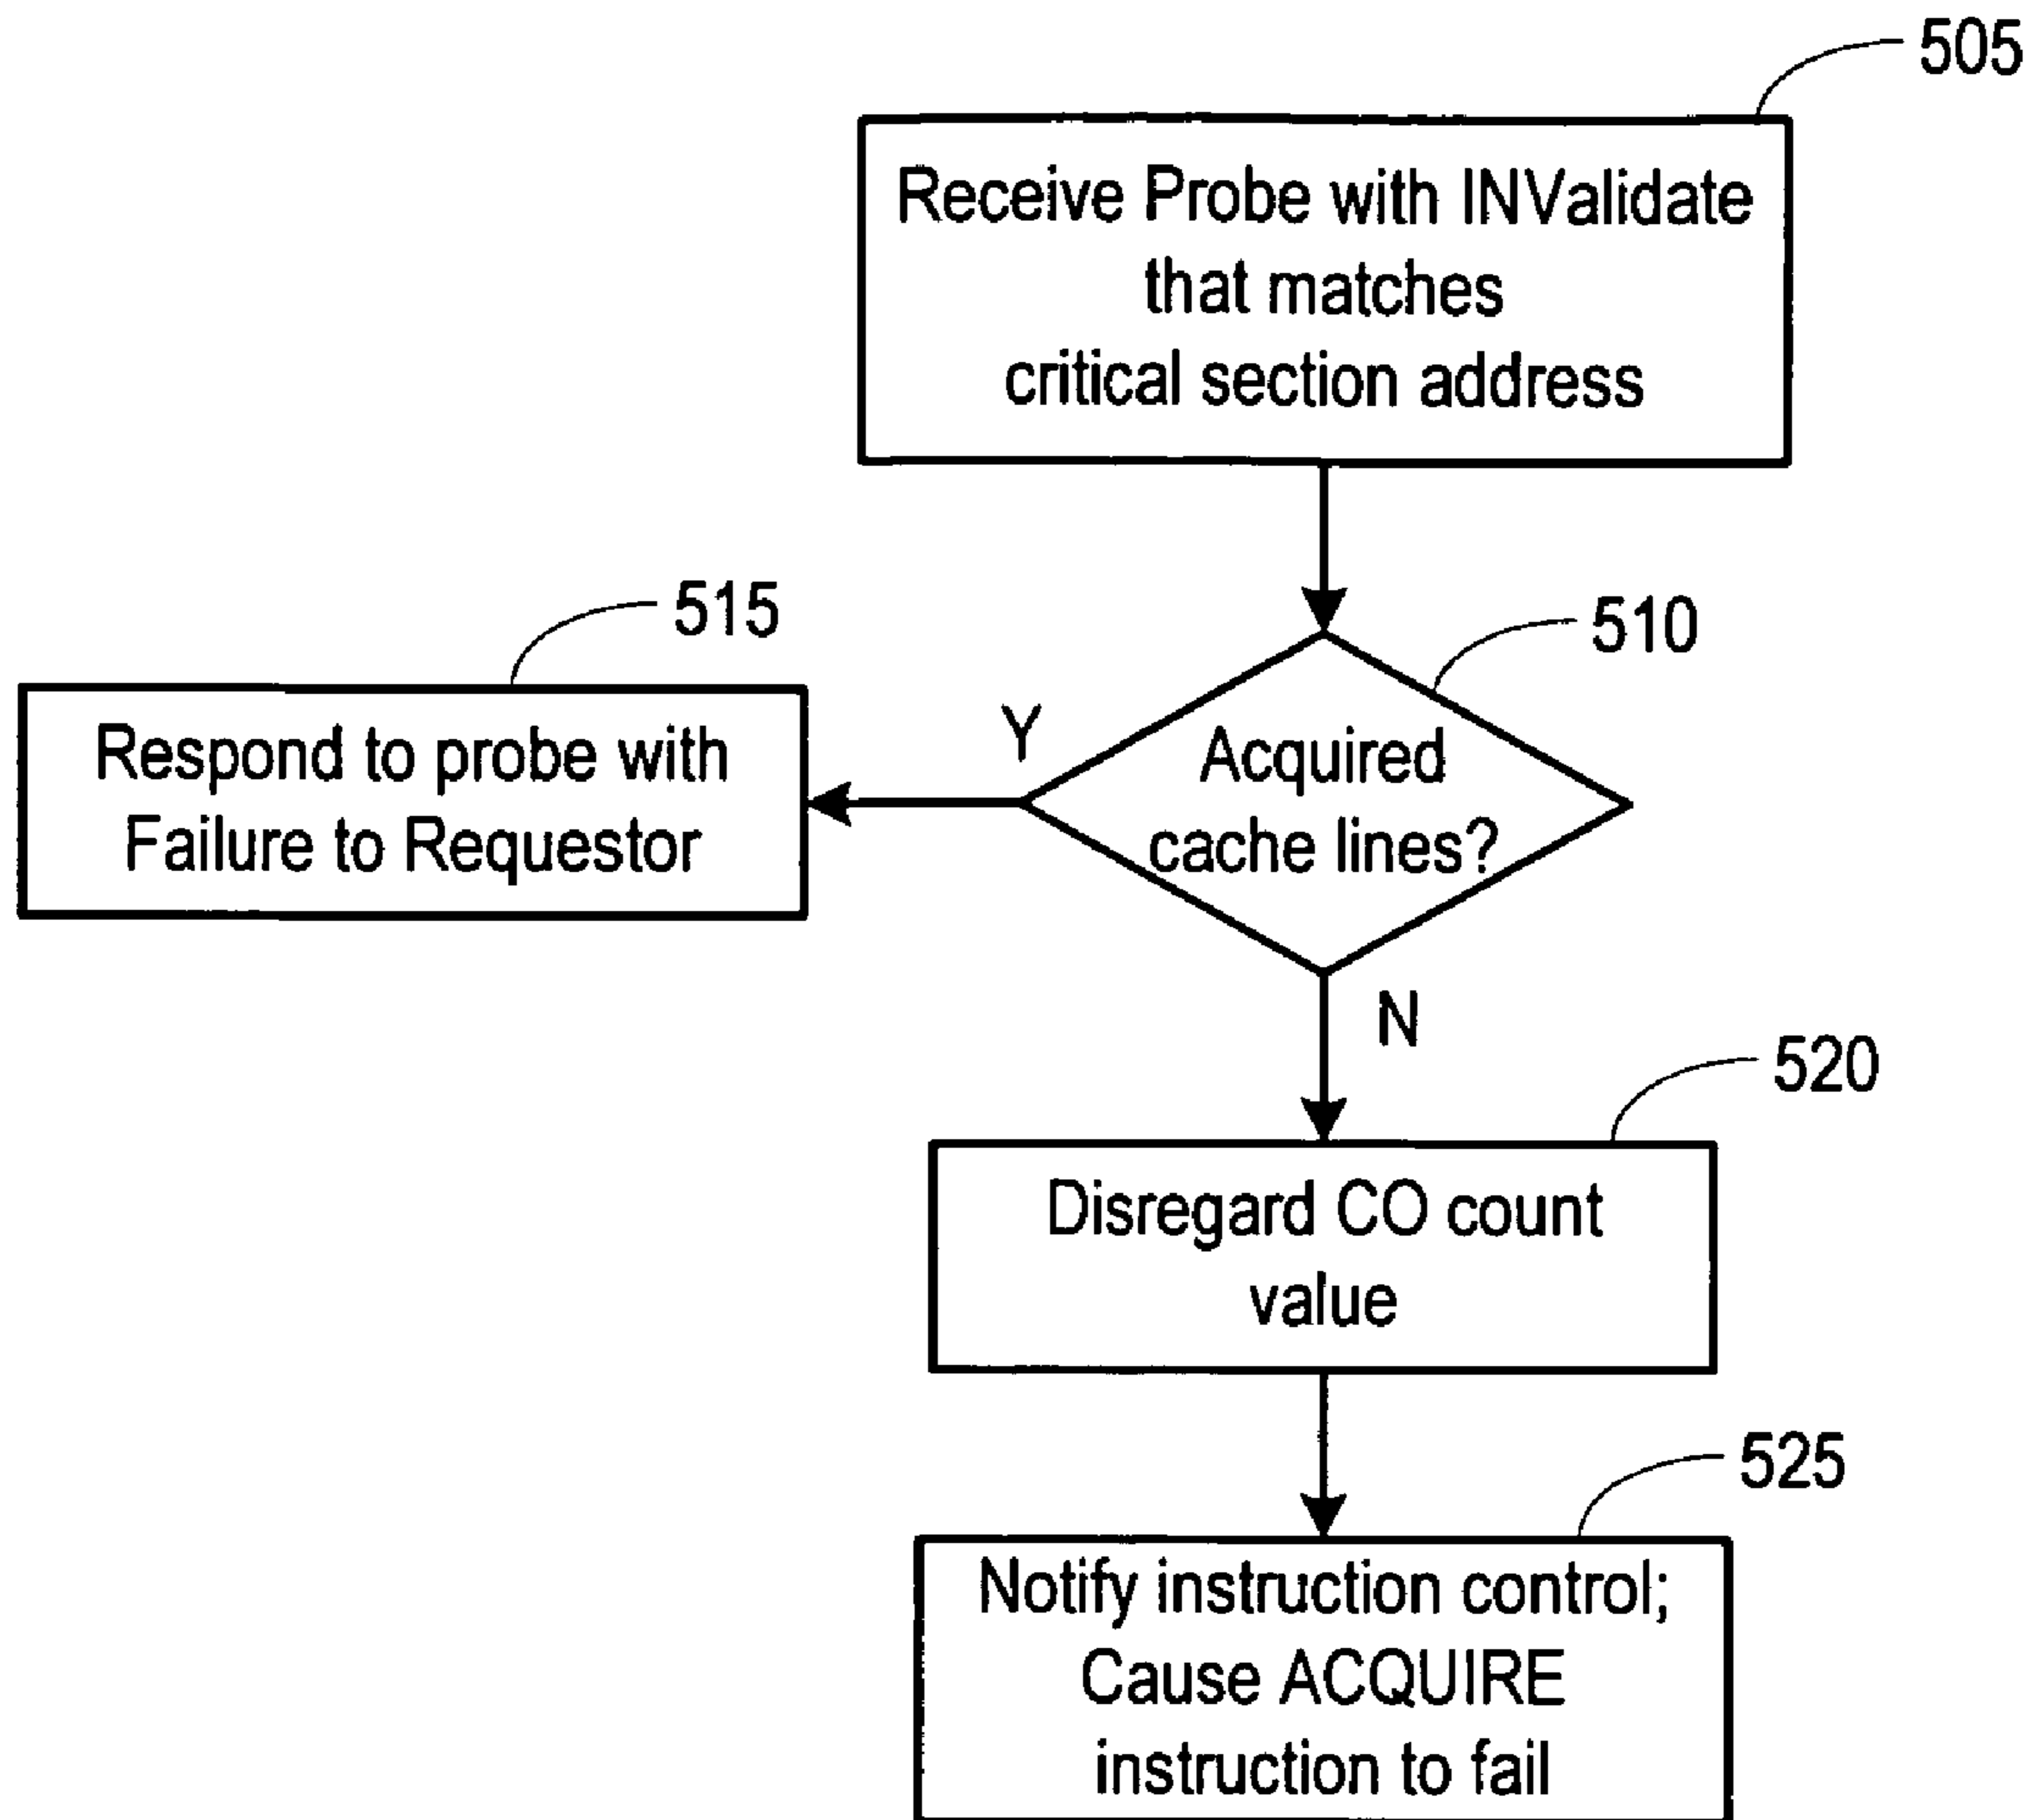 505
Receive Probe with INValidate
that matches
critical section address
510
Acquired
cache lines?
Y
515
Respond to probe with
Failure to Requestor
N
520
Disregard CO count
value
525
Notify instruction control;
Cause ACQUIRE
instruction to fail